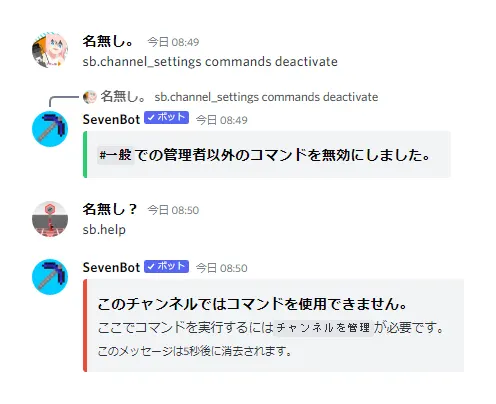 名無し。 今日 08:49
sb.channel_settings commands deactivate
名無し。 sb.channel_settings commands deactivate
SevenBot ✓ ボット 今日 08:49
#一般での管理者以外のコマンドを無効にしました。
名無し？ 今日 08:50
sb.help
SevenBot ✓ ボット 今日 08:50
このチャンネルではコマンドを使用できません。
ここでコマンドを実行するにはチャンネルを管理が必要です。
このメッセージは5秒後に消去されます。